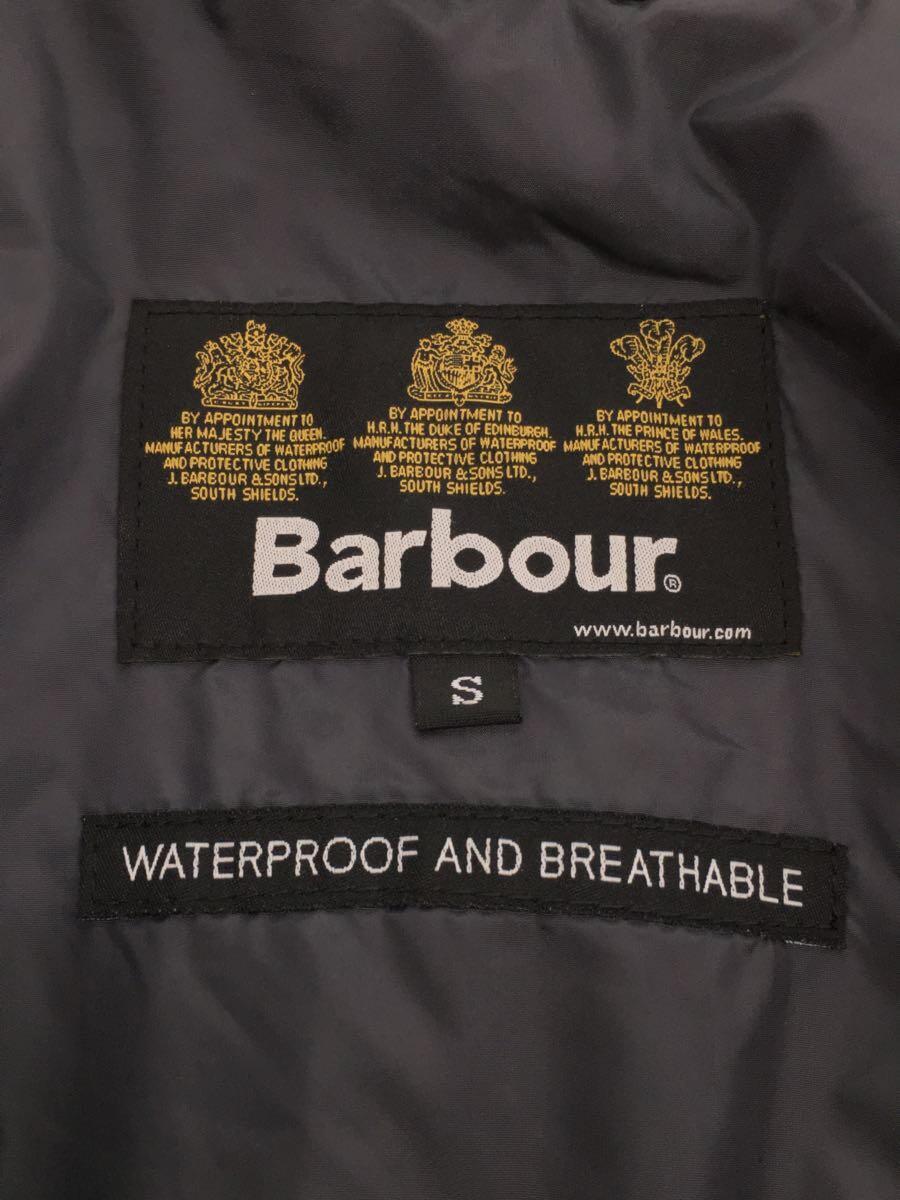 BY APPOINTMENT TO
HER MAJESTY THE QUEEN.
MANUFACTURERS OF WATERPROOF
AND PROTECTIVE CLOTHING
J. BARBOUR & SONS LTD.,
SOUTH SHIELDS.
BY APPOINTMENT TO
H.R.H. THE DUKE OF EDINBURGH.
MANUFACTURERS OF WATERPROOF
AND PROTECTIVE CLOTHING
J. BARBOUR & SONS LTD.,
SOUTH SHIELDS.
BY APPOINTMENT TO
H.R.H. THE PRINCE OF WALES.
MANUFACTURERS OF WATERPROOF
AND PROTECTIVE CLOTHING
J. BARBOUR & SONS LTD.,
SOUTH SHIELDS.
Barbour®
www.barbour.com
S
WATERPROOF AND BREATHABLE